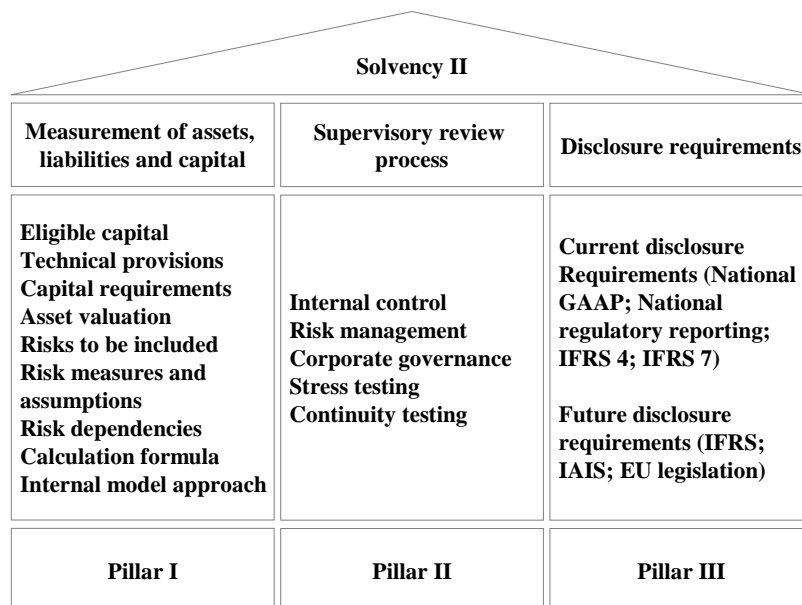 Solvency II
Measurement of assets,
liabilities and capital
Supervisory review
process
Disclosure requirements
Eligible capital
Technical provisions
Capital requirements
Asset valuation
Risks to be included
Risk measures and
assumptions
Risk dependencies
Calculation formula
Internal model approach
Internal control
Risk management
Corporate governance
Stress testing
Continuity testing
Current disclosure
Requirements (National
GAAP; National
regulatory reporting;
IFRS 4; IFRS 7)
Future disclosure
requirements (IFRS;
IAIS; EU legislation)
Pillar I
Pillar II
Pillar III